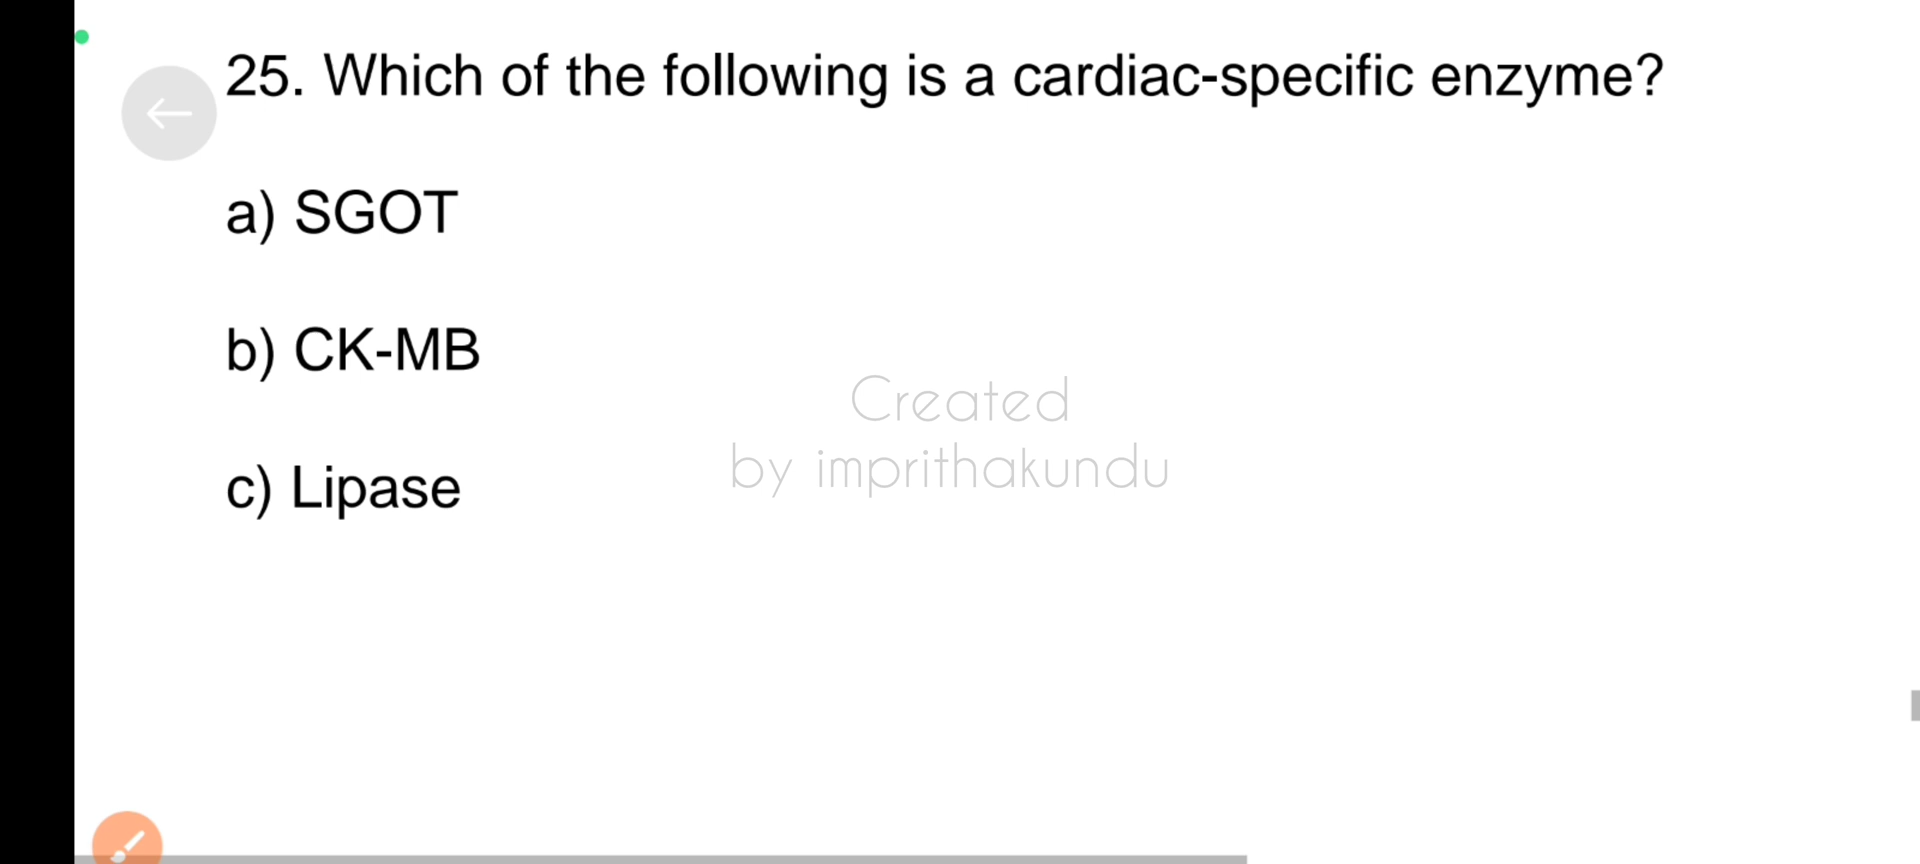 25. Which of the following is a cardiac-specific enzyme?
a) SGOT
b) CK-MB
c) Lipase
Created
by imprithakundu